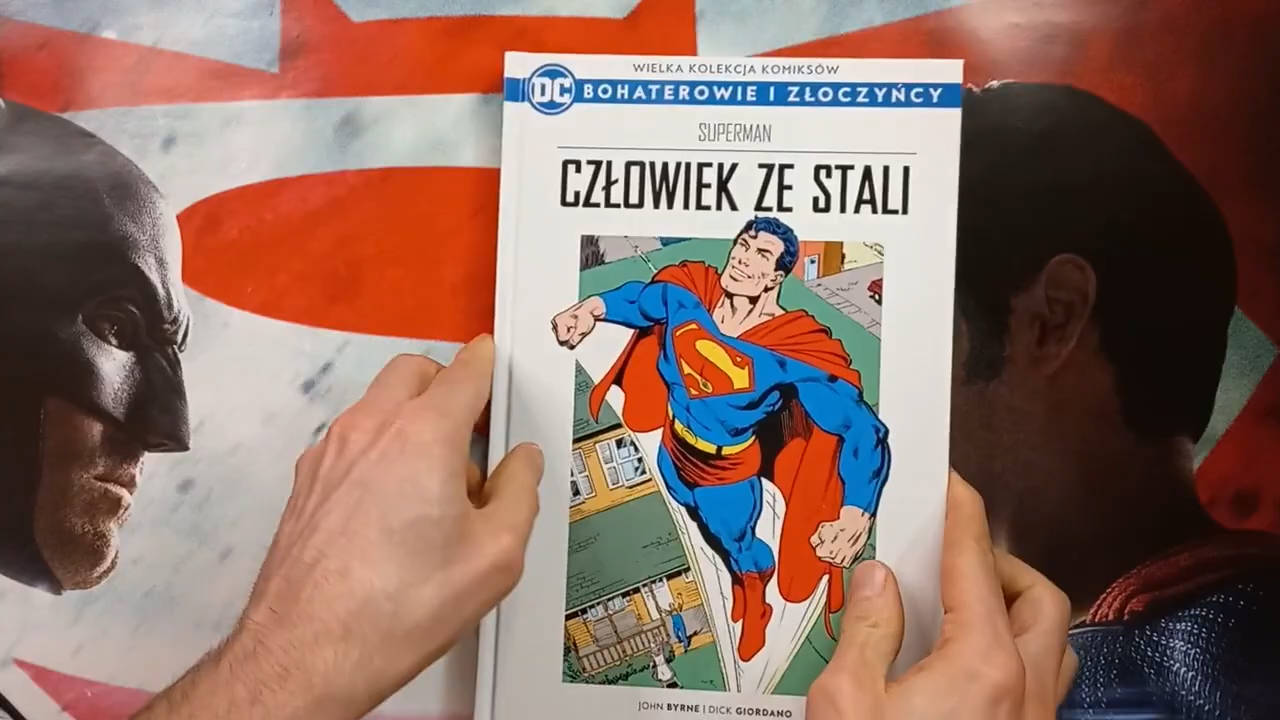 WIELKA KOLEKCJA KOMIKSÓW
DC BOHATEROWIE I ZŁOCZYŃCY
SUPERMAN
CZŁOWIEK ZE STALI
S
JOHN BYRNE | DICK GIORDANO